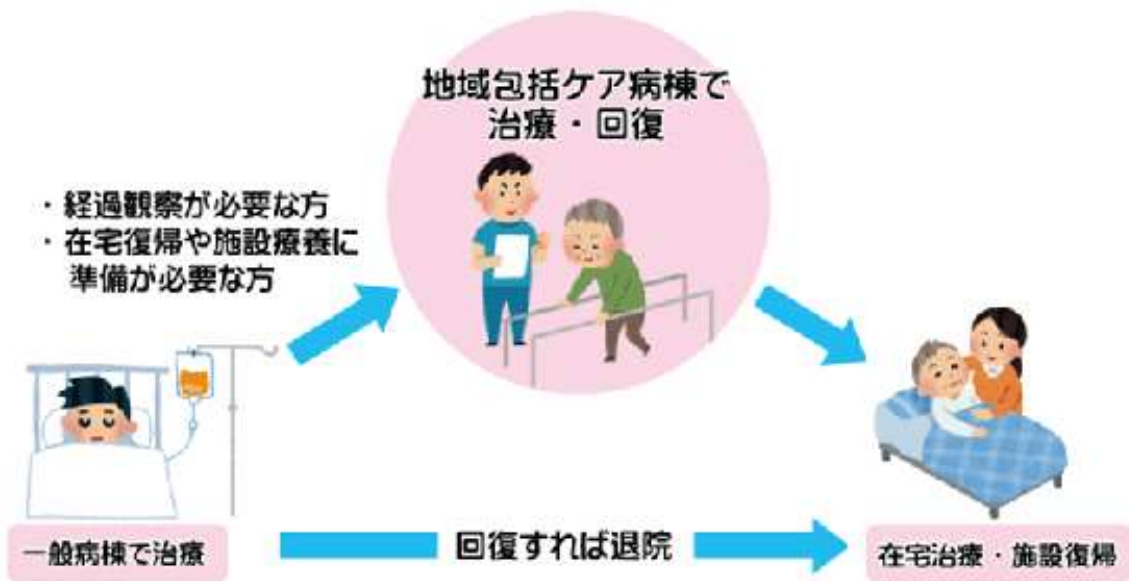 地域包括ケア病棟で
治療・回復
・経過観察が必要な方
・在宅復帰や施設療養に
準備が必要な方
一般病棟で治療
回復すれば退院
在宅治療・施設復帰